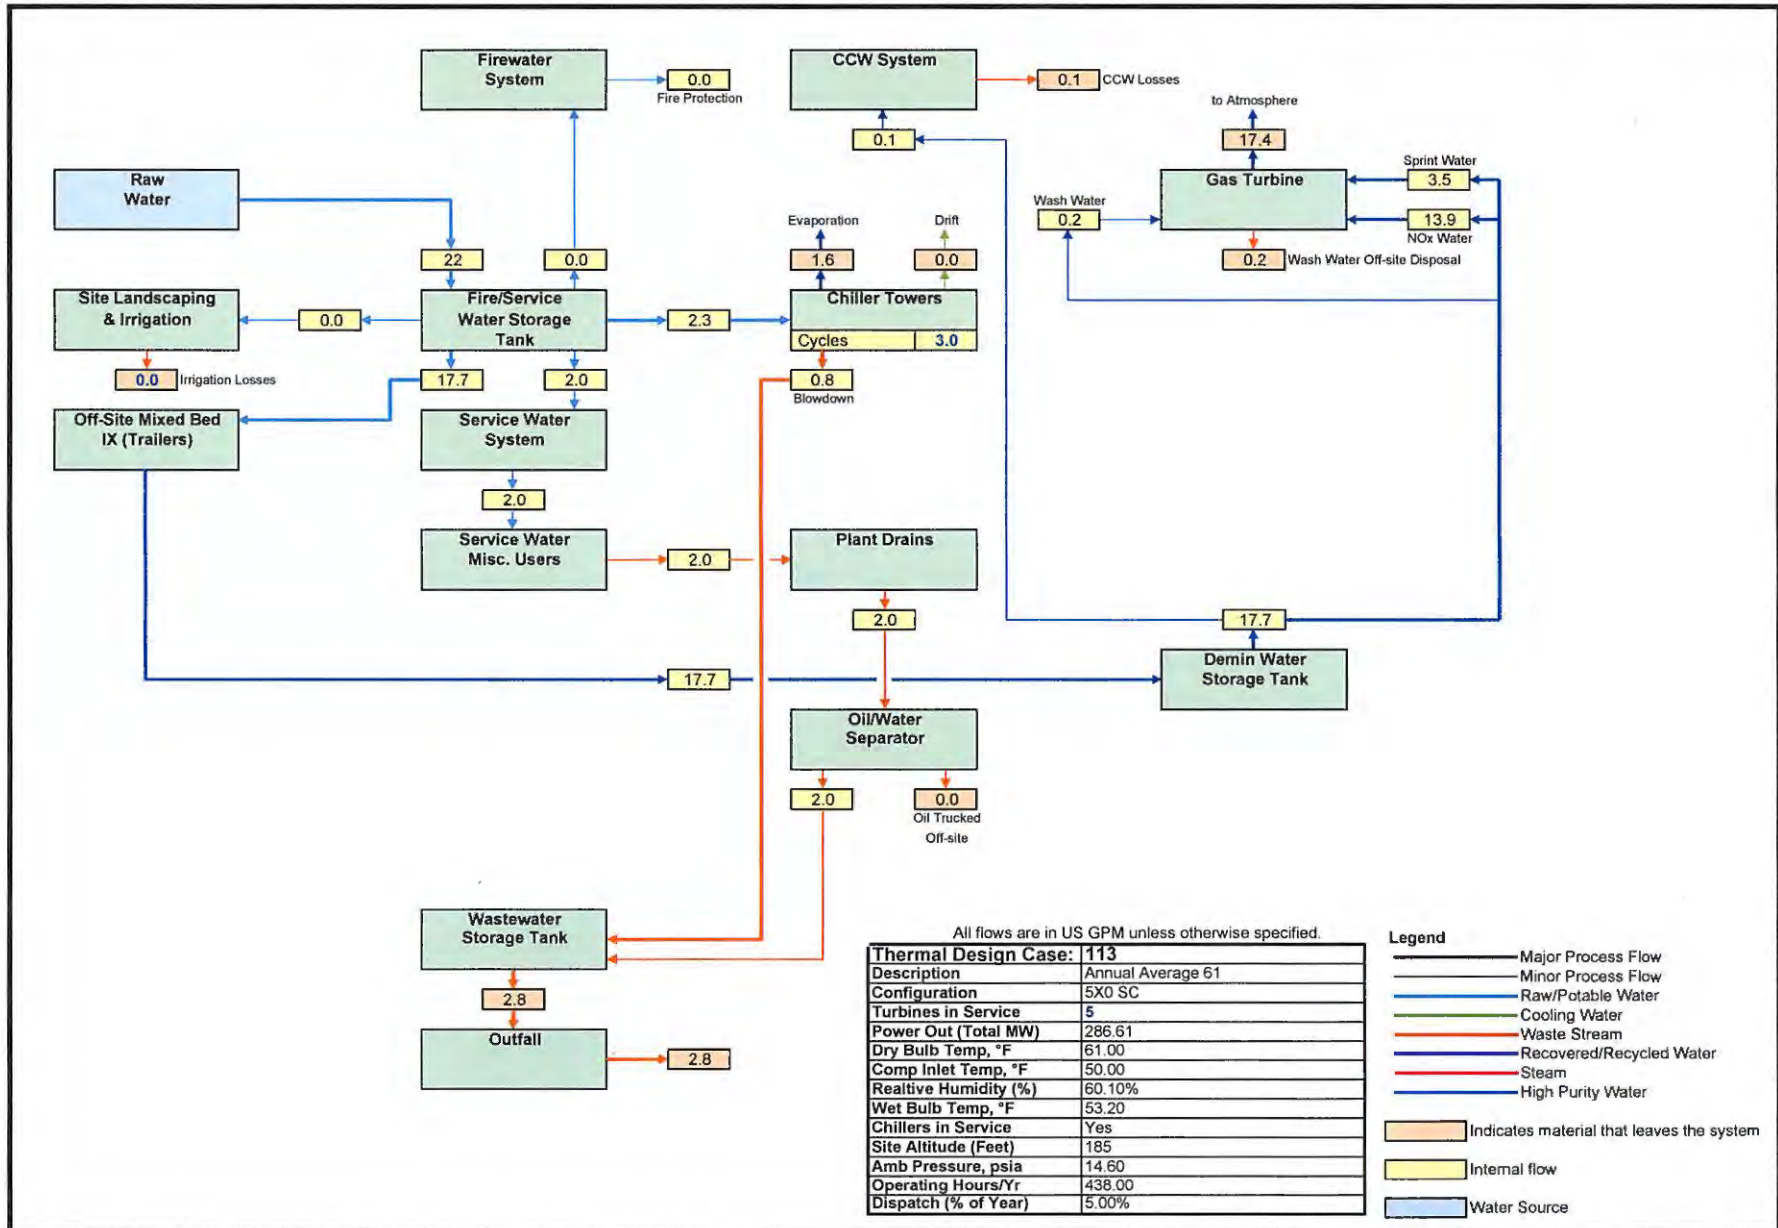 Firewater
System
0.0
Fire Protection
CCW System
0.1
CCW Losses
0.1
to Atmosphere
17.4
Gas Turbine
Sprint Water
3.5
13.9
NOx Water
Wash Water
0.2
0.2
Wash Water Off-site Disposal
Raw
Water
22
0.0
Evaporation
1.6
Drift
0.0
Site Landscaping
& Irrigation
0.0
Fire/Service
Water Storage
Tank
2.3
Chiller Towers
Cycles
3.0
0.0
Irrigation Losses
17.7
2.0
0.8
Blowdown
Off-Site Mixed Bed
IX (Trailers)
Service Water
System
2.0
Service Water
Misc. Users
2.0
Plant Drains
2.0
17.7
Demin Water
Storage Tank
17.7
Oil/Water
Separator
2.0
0.0
Oil Trucked
Off-site
Wastewater
Storage Tank
2.8
Outfall
2.8
All flows are in US GPM unless otherwise specified.
Thermal Design Case: 113
Description Annual Average 61
Configuration 5X0 SC
Turbines in Service 5
Power Out (Total MW) 286.61
Dry Bulb Temp, °F 61.00
Comp Inlet Temp, °F 50.00
Realtive Humidity (%) 60.10%
Wet Bulb Temp, °F 53.20
Chillers in Service Yes
Site Altitude (Feet) 185
Amb Pressure, psia 14.60
Operating Hours/Yr 438.00
Dispatch (% of Year) 5.00%
Legend
Major Process Flow
Minor Process Flow
Raw/Potable Water
Cooling Water
Waste Stream
Recovered/Recycled Water
Steam
High Purity Water
Indicates material that leaves the system
Internal flow
Water Source